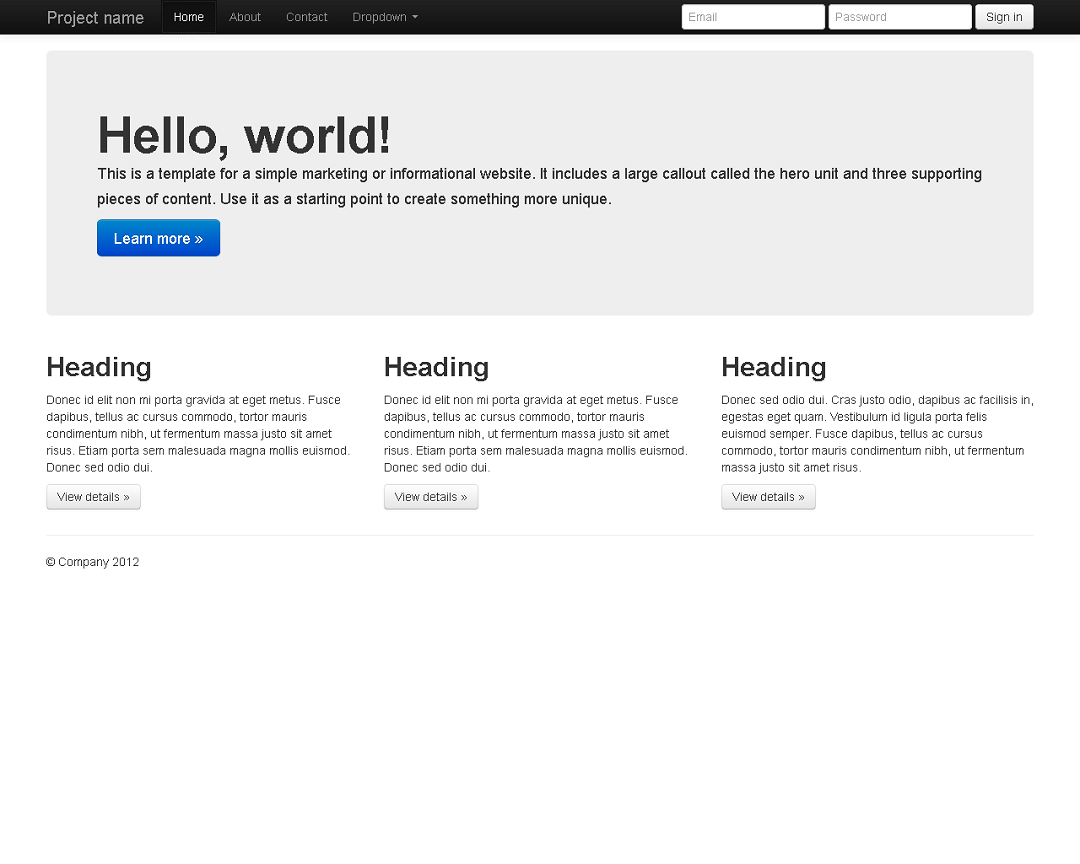 Project name Home About Contact Dropdown Email Password Sign in
Hello, world!
This is a template for a simple marketing or informational website. It includes a large callout called the hero unit and three supporting
pieces of content. Use it as a starting point to create something more unique.
Learn more »
Heading
Donec id elit non mi porta gravida at eget metus. Fusce
dapibus, tellus ac cursus commodo, tortor mauris
condimentum nibh, ut fermentum massa justo sit amet
risus. Etiam porta sem malesuada magna mollis euismod.
Donec sed odio dui.
View details »
Heading
Donec id elit non mi porta gravida at eget metus. Fusce
dapibus, tellus ac cursus commodo, tortor mauris
condimentum nibh, ut fermentum massa justo sit amet
risus. Etiam porta sem malesuada magna mollis euismod.
Donec sed odio dui.
View details »
Heading
Donec sed odio dui. Cras justo odio, dapibus ac facilisis in,
egestas eget quam. Vestibulum id ligula porta felis
euismod semper. Fusce dapibus, tellus ac cursus
commodo, tortor mauris condimentum nibh, ut fermentum
massa justo sit amet risus.
View details »
© Company 2012